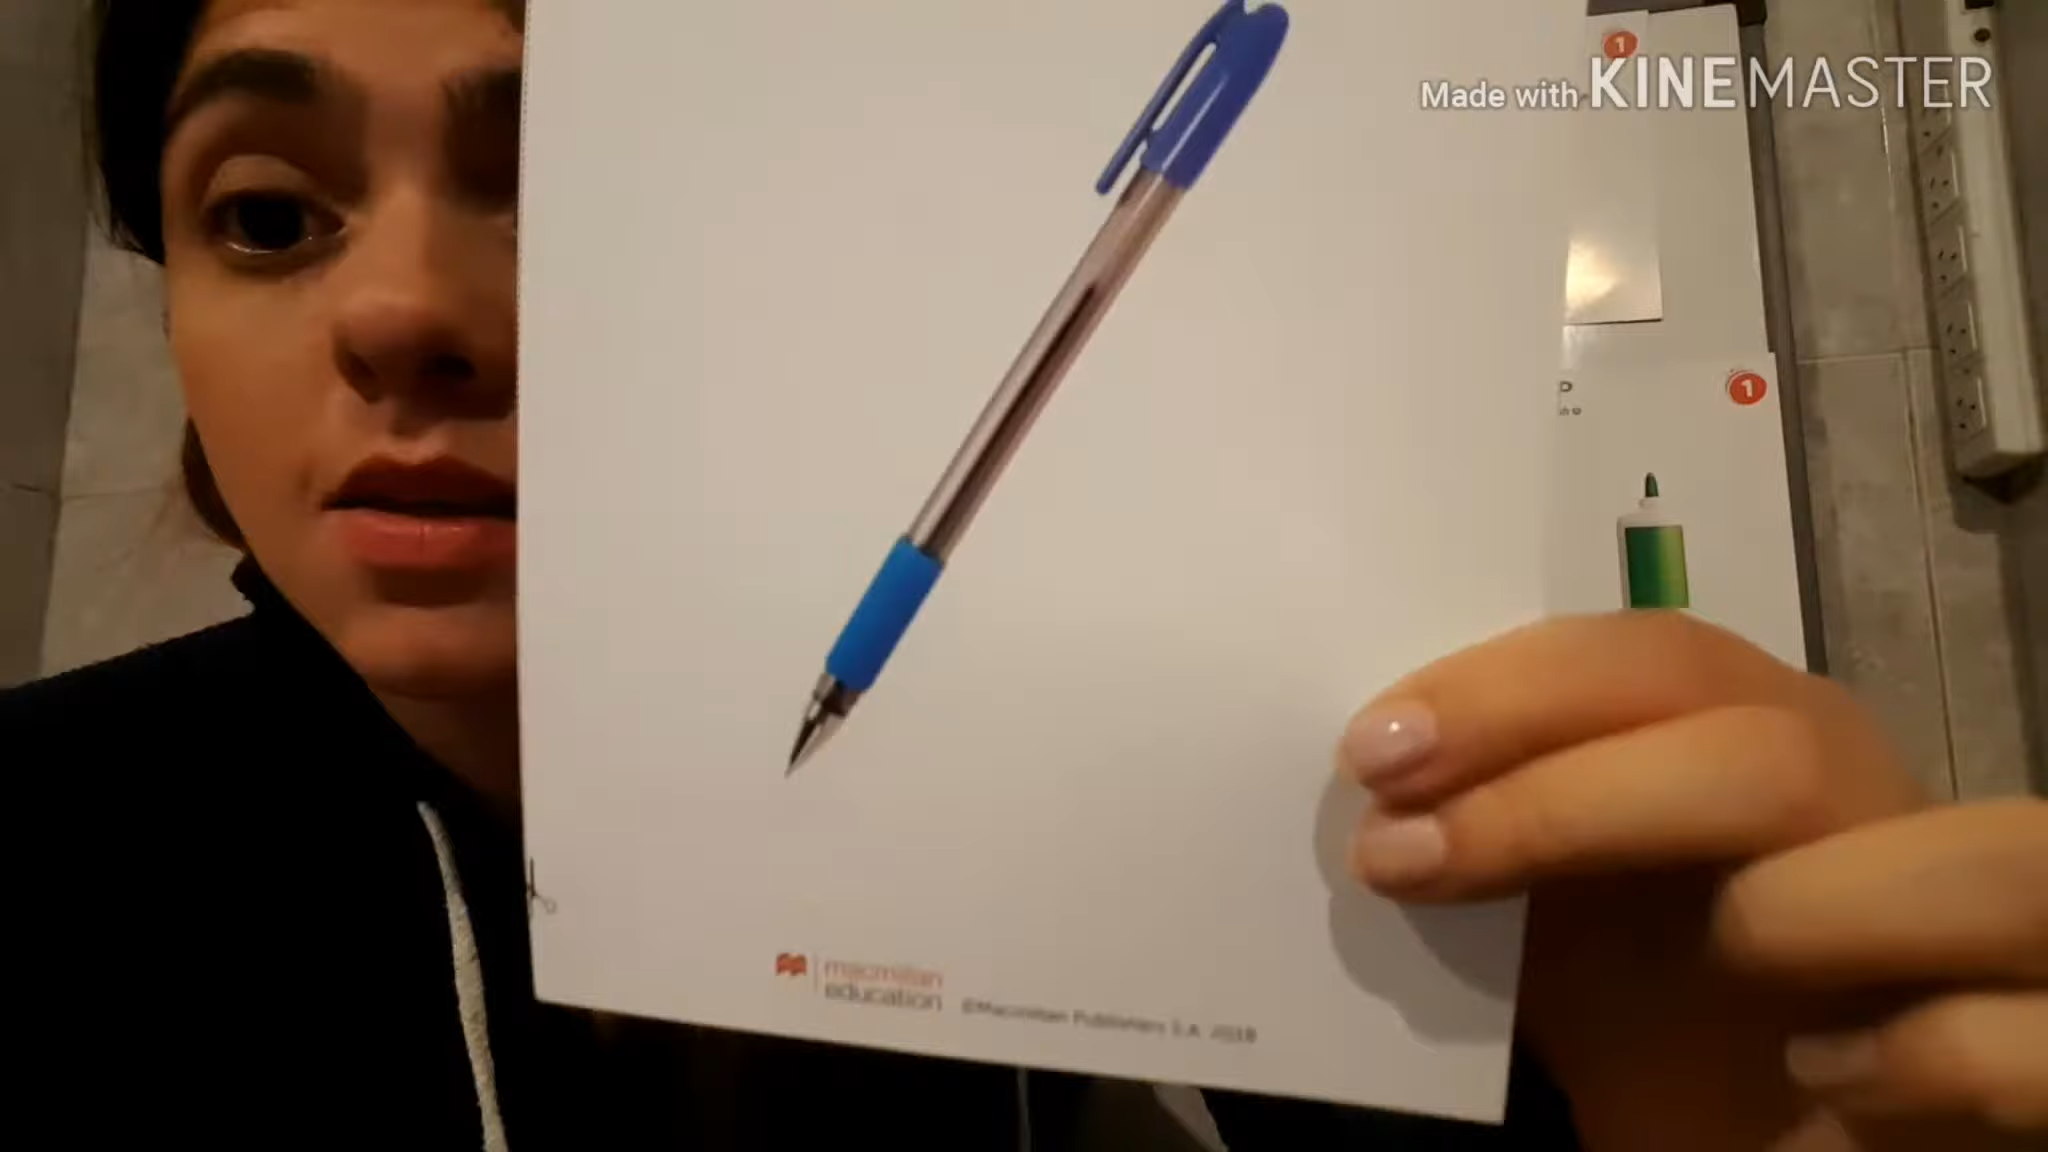 1
Made with KINEMASTER
1
macmillan
education ©Macmillan Publishers S.A. 2018